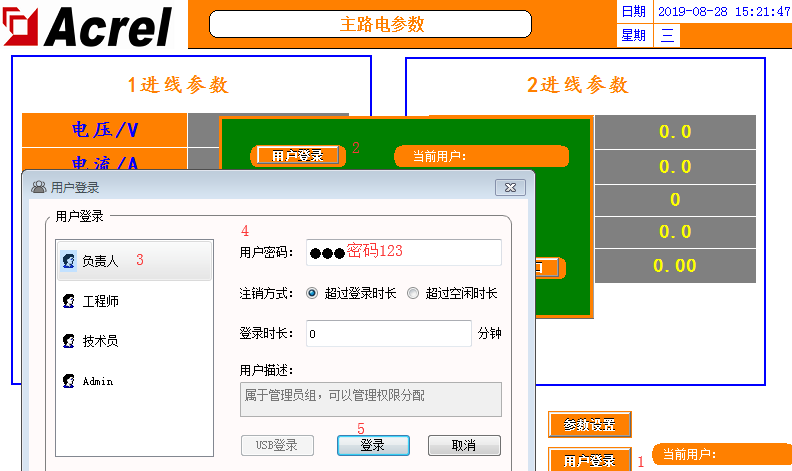 Acrel
主路电参数
日期 2019-08-28 15:21:47
星期 三
1进线参数
2进线参数
电压/V
0.0
用户登录 2
当前用户:
电流/A
0.0
0
0.0
0.00
用户登录
用户登录
负责人 3
工程师
技术员
Admin
4
用户密码: ●●●密码123
注销方式: 超过登录时长 超过空闲时长
登录时长: 0 分钟
用户描述:
属于管理员组，可以管理权限分配
5
USB登录 登录 取消
参数设置
用户登录 1
当前用户: